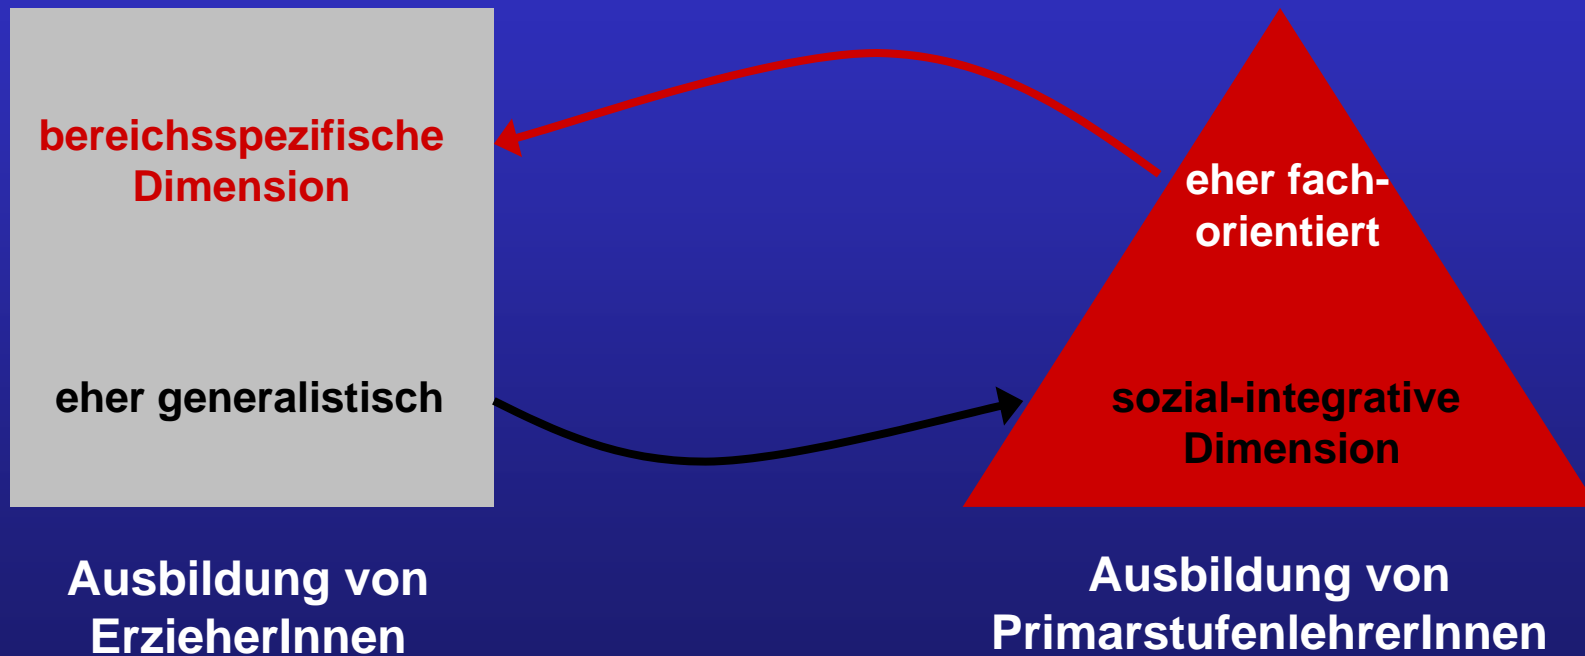 bereichsspezifische
Dimension
eher generalistisch
Ausbildung von
ErzieherInnen
eher fach-
orientiert
sozial-integrative
Dimension
Ausbildung von
PrimarstufenlehrerInnen